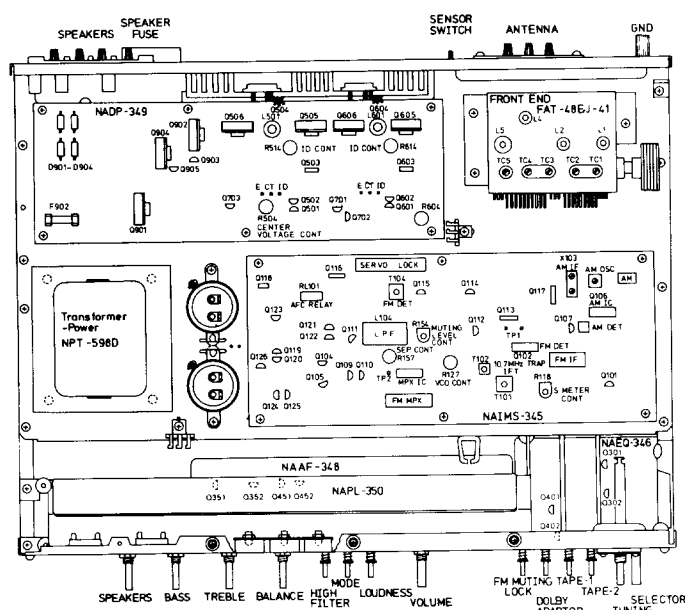 SPEAKERS
SPEAKER
FUSE
SENSOR
SWITCH
ANTENNA
GND
NADP-349
D901-D904
F902
Q901
Q902
Q904
Q903
Q905
Q506
Q504
L501
Q505
Q606
Q604
L601
Q605
R514
ID CONT
ID CONT
R614
Q503
Q603
E CT ID
E CT ID
Q703
Q502
Q501
R504
CENTER
VOLTAGE CONT
Q701
Q702
Q602
Q601
R604
FRONT END
FAT-48EJ-41
L4
L5
L2
L1
TC5
TC4
TC3
TC2
TC1
Transformer
-Power
NPT-598D
Q118
RL101
AFC RELAY
Q116
SERVO LOCK
T104
FM DET
Q115
Q114
Q117
X103
AM IF
AM OSC
AM
Q106
AM IC
Q123
Q121
Q122
Q111
L104
LPF
R154
MUTING
LEVEL
CONT
Q112
Q113
TP1
Q107
AM DET
Q126
Q119
Q120
Q104
Q105
Q109
Q110
SEP CONT
R157
TP2
MPX IC
R127
VCO CONT
T102
Q102
FM DET
10.7MHz TRAP
IFT
T101
FM IF
R118
S METER
CONT
Q101
Q124
Q125
FM MPX
NAIMS-345
NAAF-348
NAPL-350
Q351
Q352
Q451
Q452
NAEQ-346
Q301
Q302
Q401
Q402
SPEAKERS
BASS
TREBLE
BALANCE
HIGH
FILTER
MODE
LOUDNESS
VOLUME
FM MUTING
LOCK
DOLBY
ADAPTOR
TAPE-1
TAPE-2
TUNING
SELECTOR